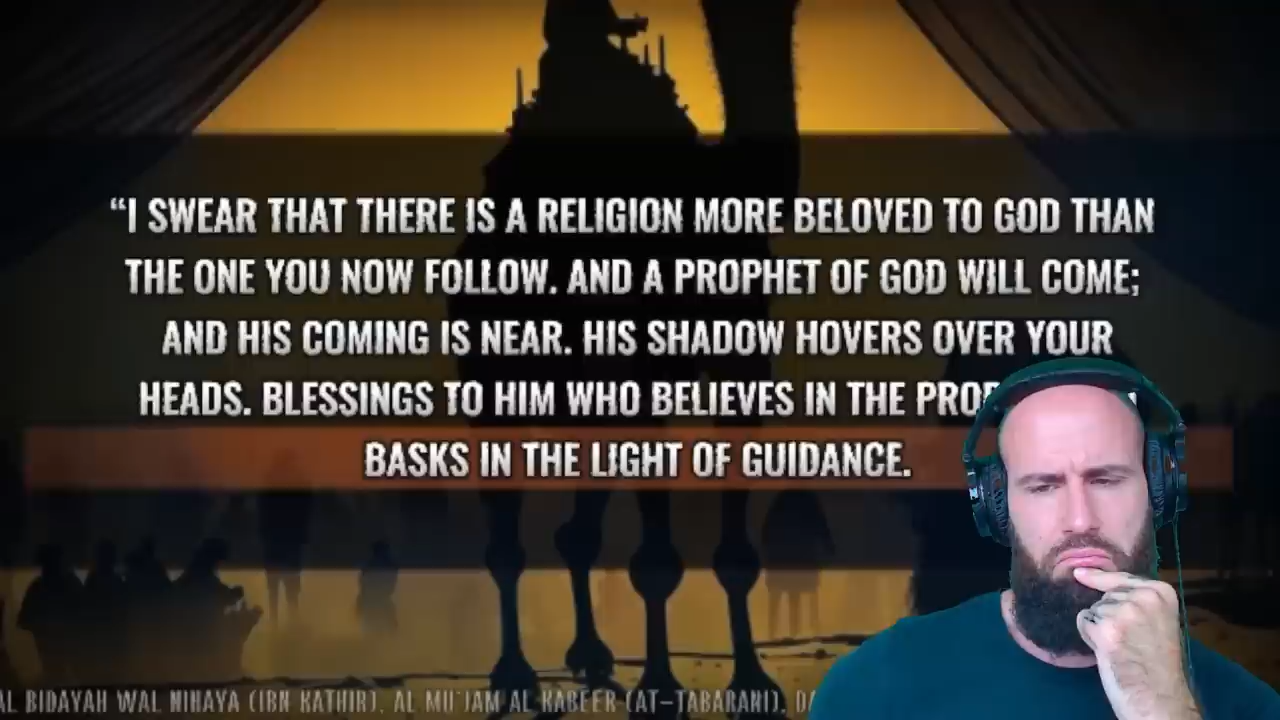 “I SWEAR THAT THERE IS A RELIGION MORE BELOVED TO GOD THAN
THE ONE YOU NOW FOLLOW. AND A PROPHET OF GOD WILL COME;
AND HIS COMING IS NEAR. HIS SHADOW HOVERS OVER YOUR
HEADS. BLESSINGS TO HIM WHO BELIEVES IN THE
BASKS IN THE LIGHT OF GUIDANCE.
AL BIDAYAH WAL NIHAYA (IBN KATHIR), AL MU'JAM AL KABEER (AT-TABARANI),